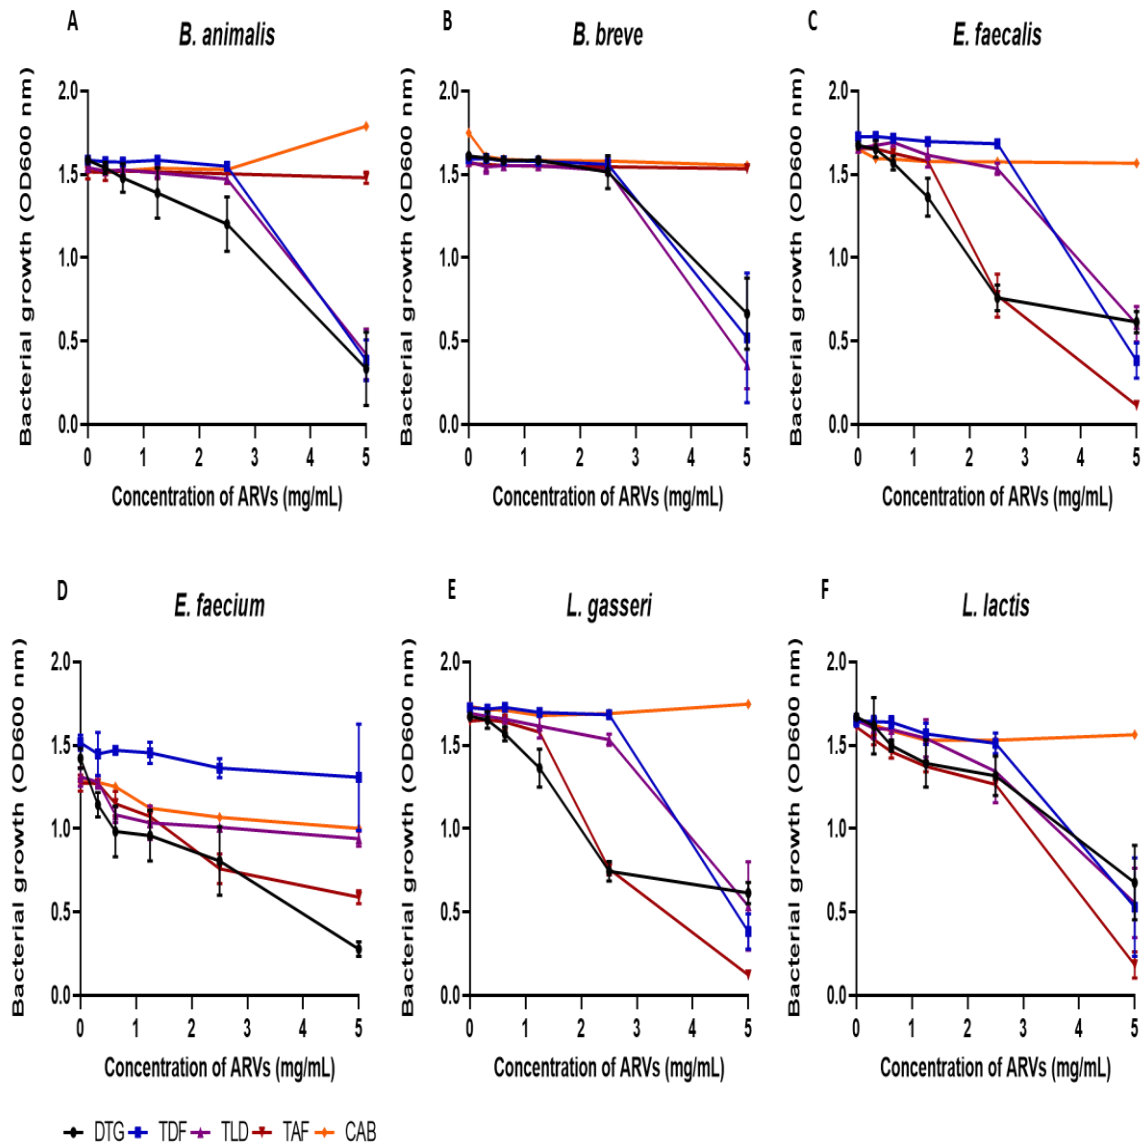 A
B. animalis
Bacterial growth (OD600 nm)
2.0
1.5
1.0
0.5
0.0
0 1 2 3 4 5
Concentration of ARVs (mg/mL)
B
B. breve
Bacterial growth (OD600 nm)
2.0
1.5
1.0
0.5
0.0
0 1 2 3 4 5
Concentration of ARVs (mg/mL)
C
E. faecalis
Bacterial growth (OD600 nm)
2.0
1.5
1.0
0.5
0.0
0 1 2 3 4 5
Concentration of ARVs (mg/mL)
D
E. faecium
Bacterial growth (OD600 nm)
2.0
1.5
1.0
0.5
0.0
0 1 2 3 4 5
Concentration of ARVs (mg/mL)
E
L. gasseri
Bacterial growth (OD600 nm)
2.0
1.5
1.0
0.5
0.0
0 1 2 3 4 5
Concentration of ARVs (mg/mL)
F
L. lactis
Bacterial growth (OD600 nm)
2.0
1.5
1.0
0.5
0.0
0 1 2 3 4 5
Concentration of ARVs (mg/mL)
DTG TDF TLD TAF CAB